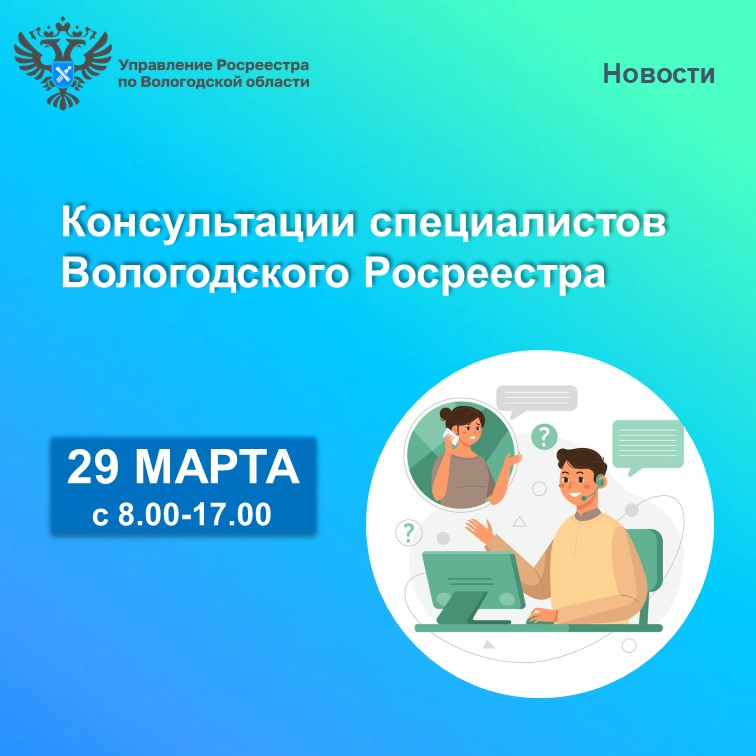 Управление Росреестра
по Вологодской области
Новости
Консультации специалистов
Вологодского Росреестра
29 МАРТА
с 8.00-17.00
?
?